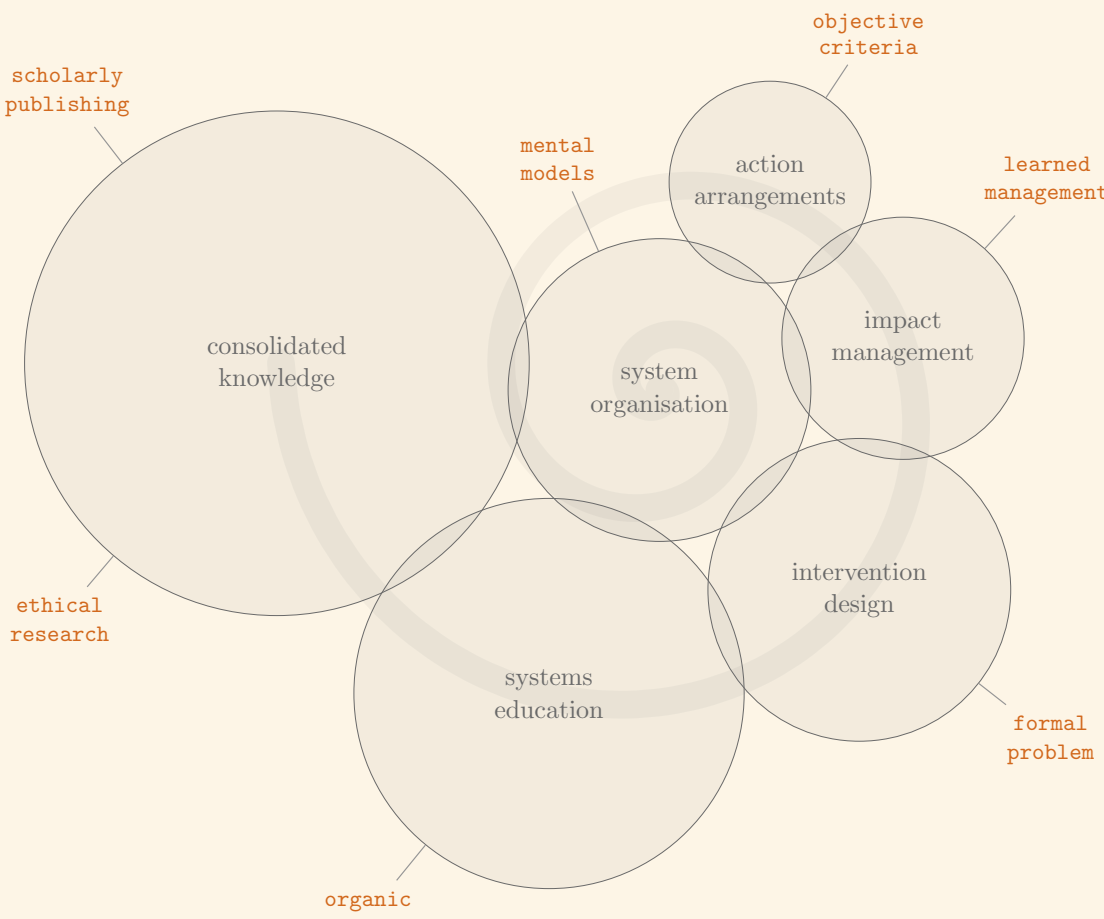 objective
criteria
scholarly
publishing
mental
models
learned
management
action
arrangements
impact
management
consolidated
knowledge
system
organisation
intervention
design
ethical
research
systems
education
formal
problem
organic